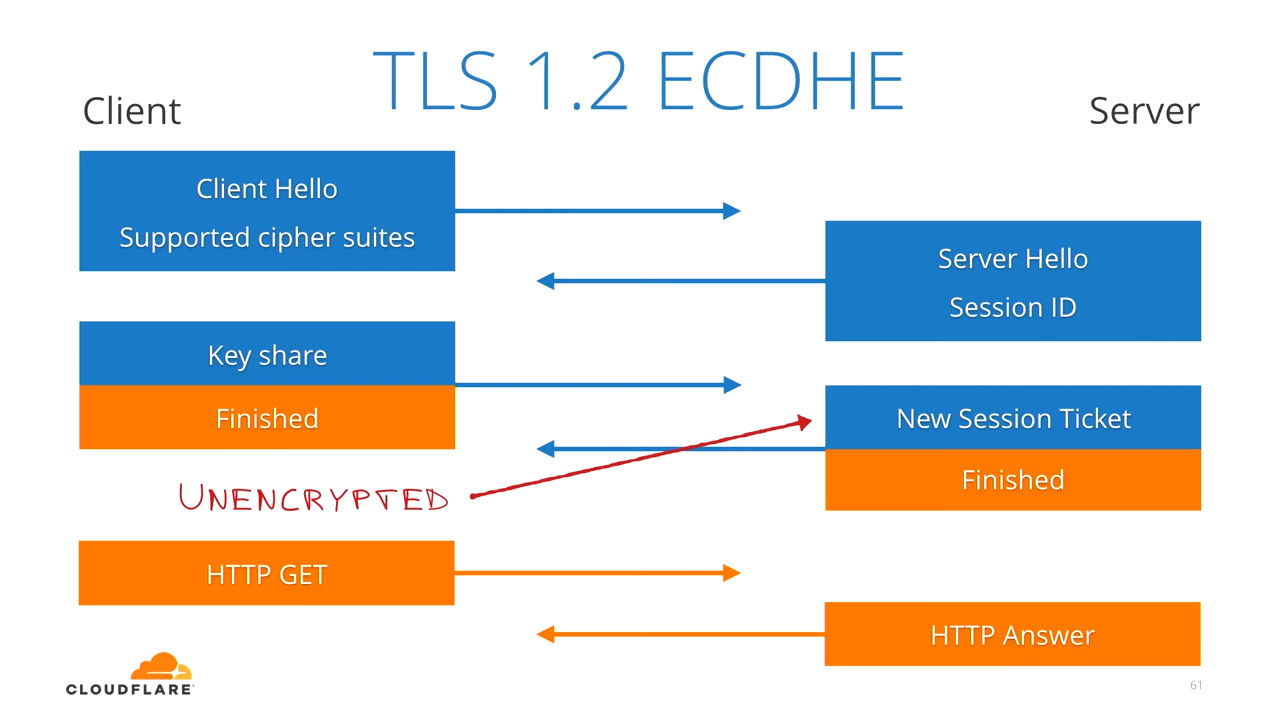 TLS 1.2 ECDHE
Client
Server
Client Hello
Supported cipher suites
Server Hello
Session ID
Key share
Finished
New Session Ticket
Finished
UNENCRYPTED
HTTP GET
HTTP Answer
CLOUDFLARE
61